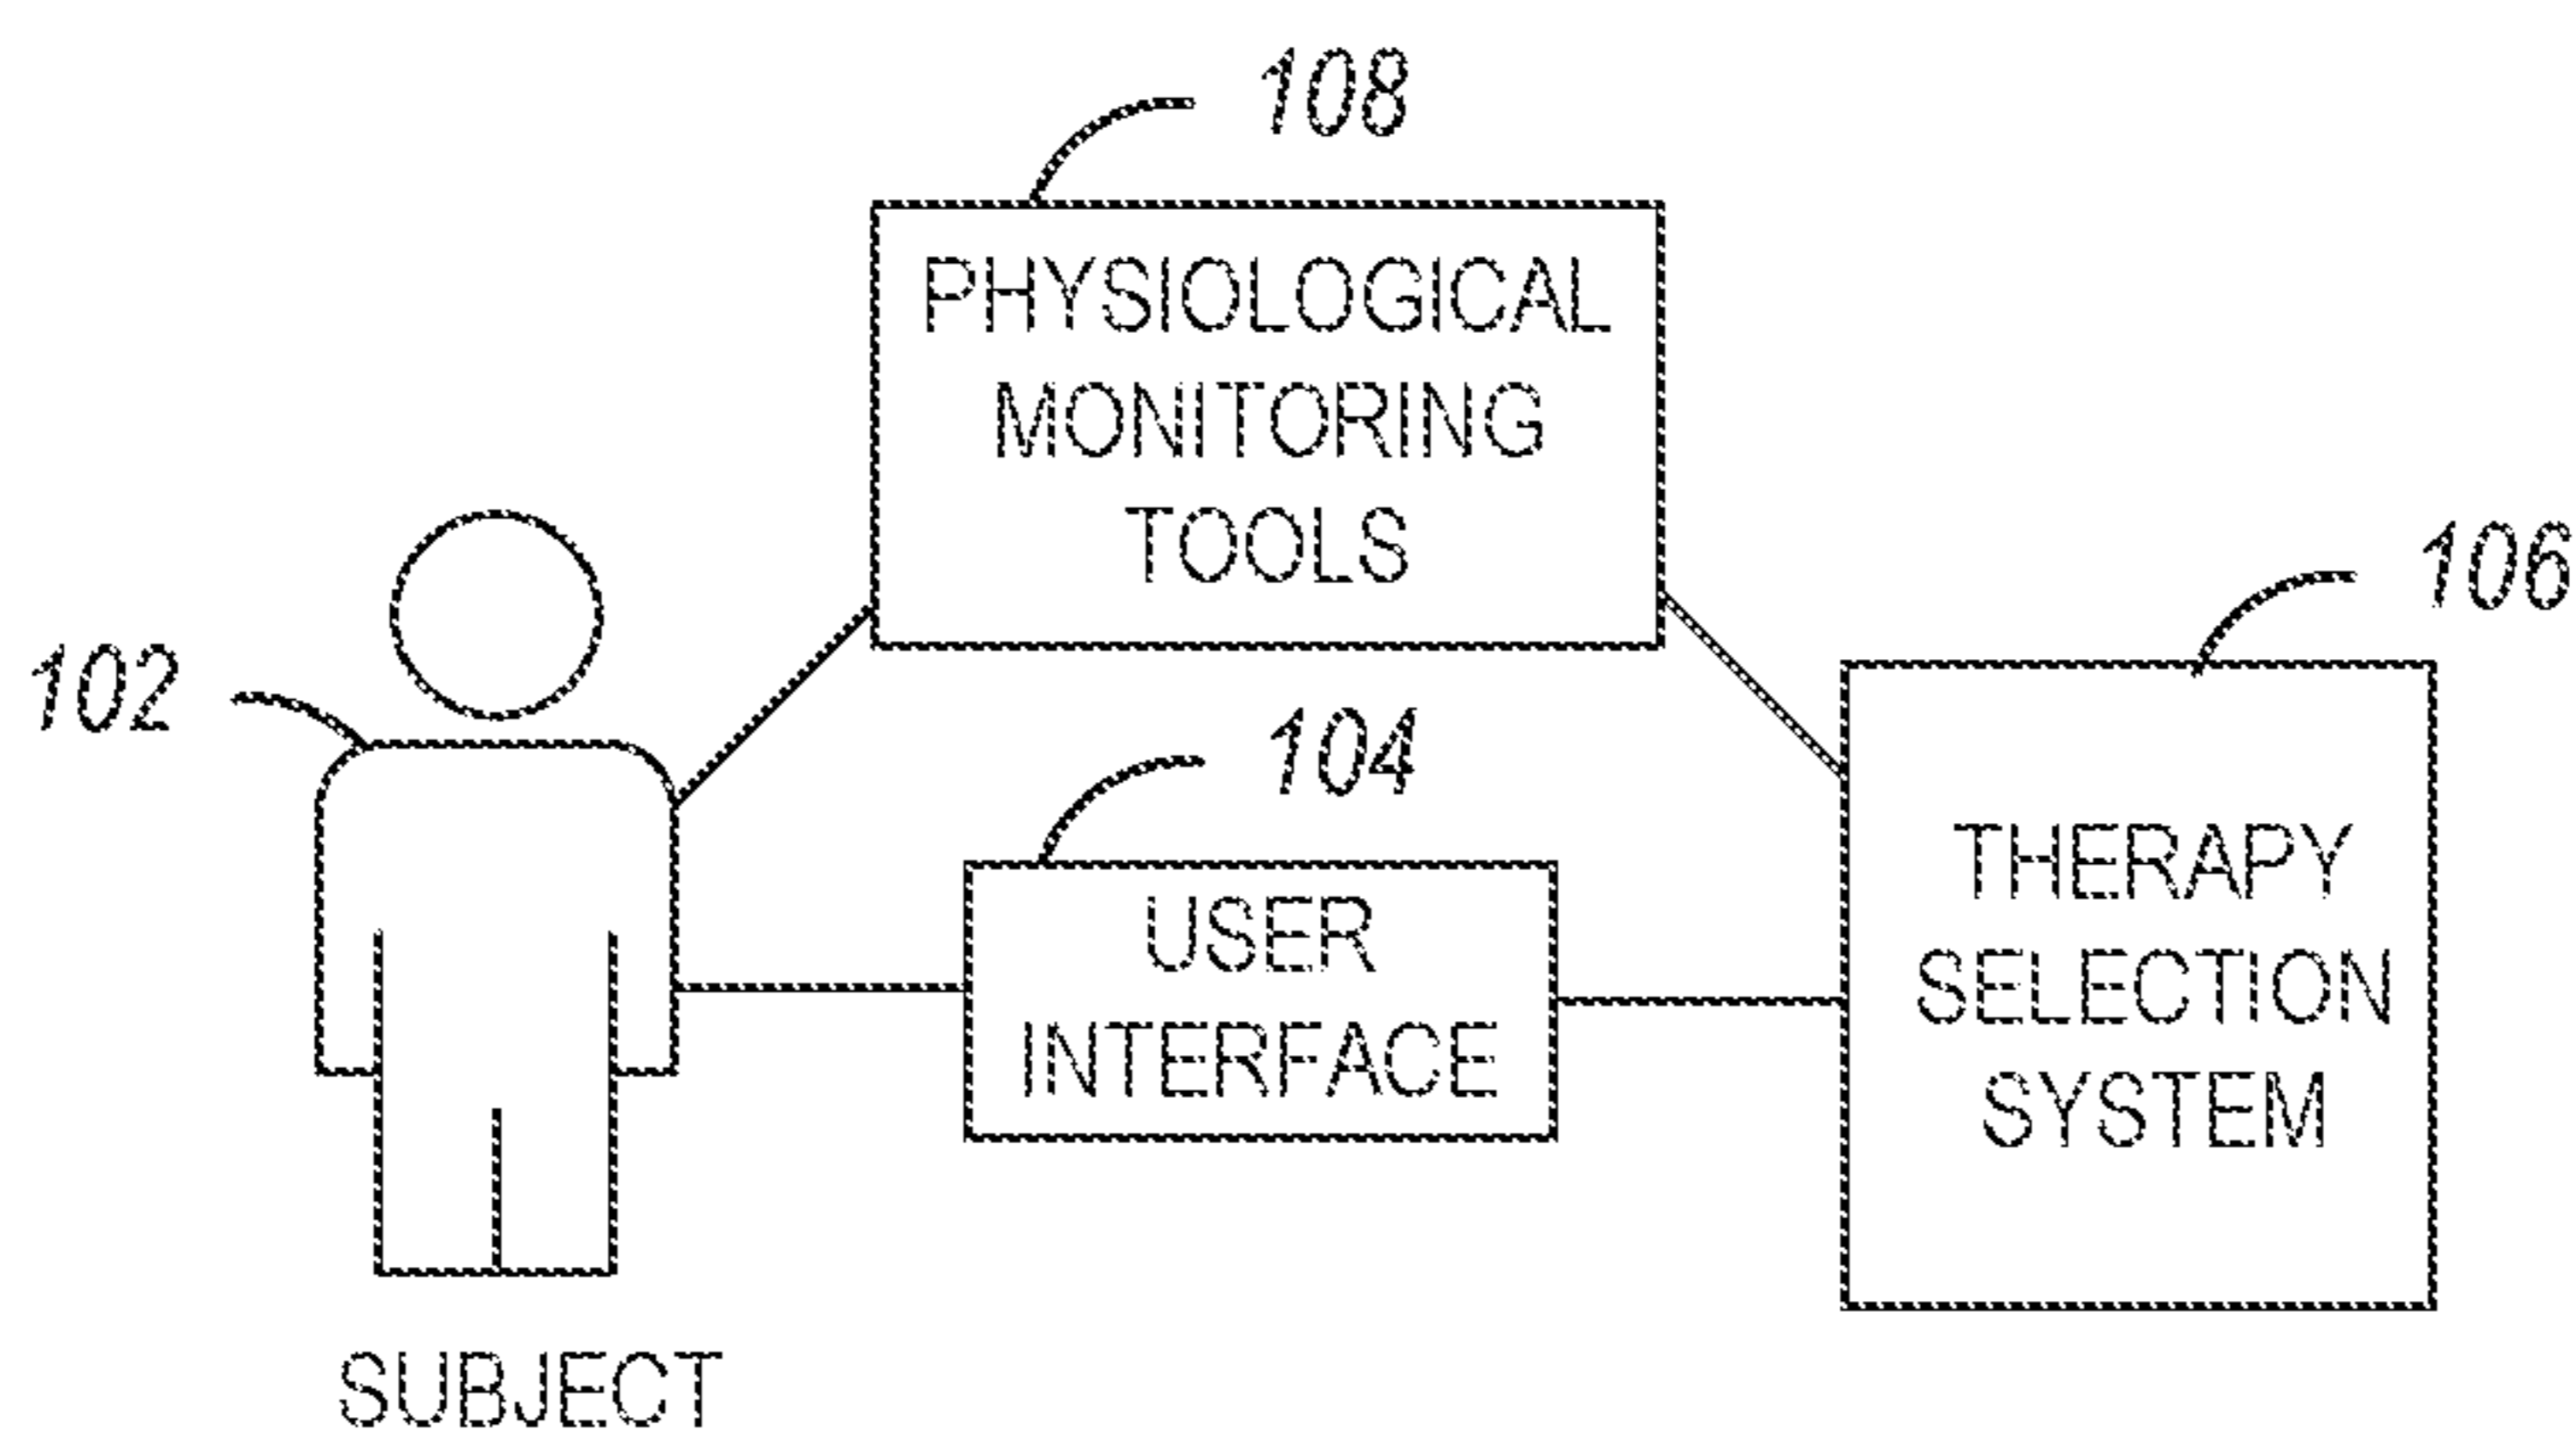 108
PHYSIOLOGICAL
MONITORING
TOOLS
106
102
104
USER
INTERFACE
THERAPY
SELECTION
SYSTEM
SUBJECT